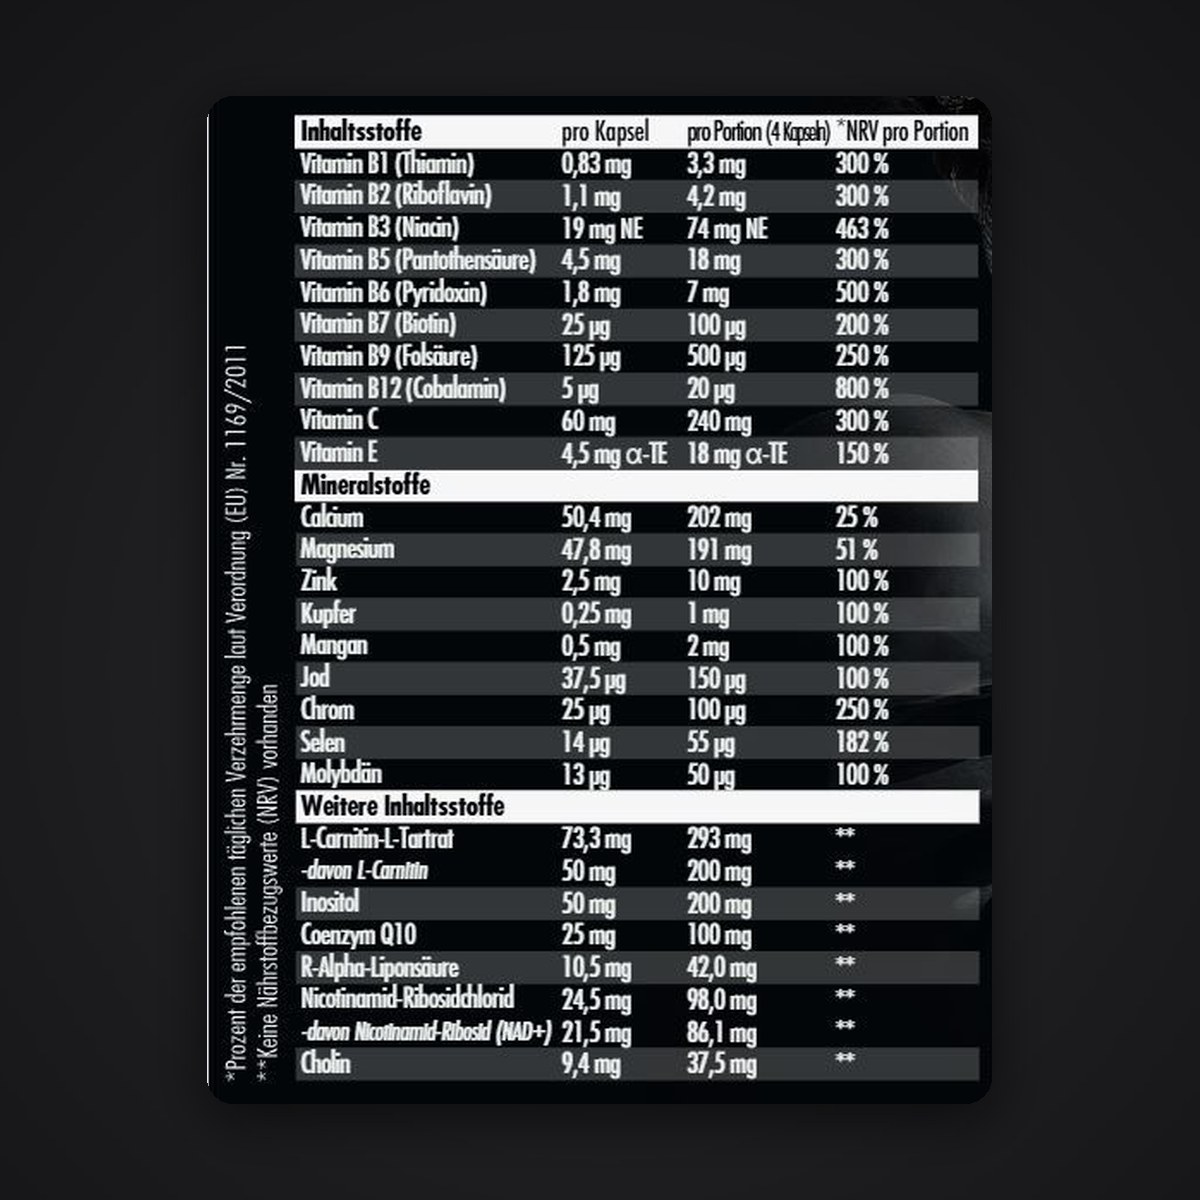 Inhaltsstoffe pro Kapsel pro Portion (4 Kapseln) *NRV pro Portion
Vitamin B1 (Thiamin) 0,83 mg 3,3 mg 300 %
Vitamin B2 (Riboflavin) 1,1 mg 4,2 mg 300 %
Vitamin B3 (Niacin) 19 mg NE 74 mg NE 463 %
Vitamin B5 (Pantothensäure) 4,5 mg 18 mg 300 %
Vitamin B6 (Pyridoxin) 1,8 mg 7 mg 500 %
Vitamin B7 (Biotin) 25 µg 100 µg 200 %
Vitamin B9 (Folsäure) 125 µg 500 µg 250 %
Vitamin B12 (Cobalamin) 5 µg 20 µg 800 %
Vitamin C 60 mg 240 mg 300 %
Vitamin E 4,5 mg α-TE 18 mg α-TE 150 %
Mineralstoffe
Calcium 50,4 mg 202 mg 25 %
Magnesium 47,8 mg 191 mg 51 %
Zink 2,5 mg 10 mg 100 %
Kupfer 0,25 mg 1 mg 100 %
Mangan 0,5 mg 2 mg 100 %
Jod 37,5 µg 150 µg 100 %
Chrom 25 µg 100 µg 250 %
Selen 14 µg 55 µg 182 %
Molybdän 13 µg 50 µg 100 %
Weitere Inhaltsstoffe
L-Carnitin-L-Tartrat 73,3 mg 293 mg **
-davon L-Carnitin 50 mg 200 mg **
Inositol 50 mg 200 mg **
Coenzym Q10 25 mg 100 mg **
R-Alpha-Liponsäure 10,5 mg 42,0 mg **
Nicotinamid-Ribosidchlorid 24,5 mg 98,0 mg **
-davon Nicotinamid-Ribosid (NAD+) 21,5 mg 86,1 mg **
Cholin 9,4 mg 37,5 mg **
*Prozent der empfohlenen täglichen Verzehrmenge laut Verordnung (EU) Nr. 1169/2011
**Keine Nährstoffbezugswerte (NRV) vorhanden